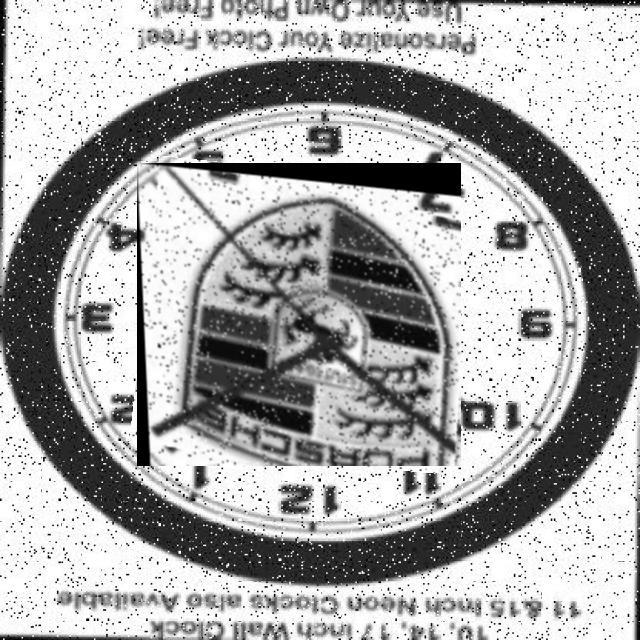 10, 14, 17 inch Wall Clock
11 & 15 inch Neon Clocks also Available
12
11 1
10 2
PORSCHE
9 3
8 4
7 5
6
Personalize Your Clock Free!
Use Your Own Photo Free!